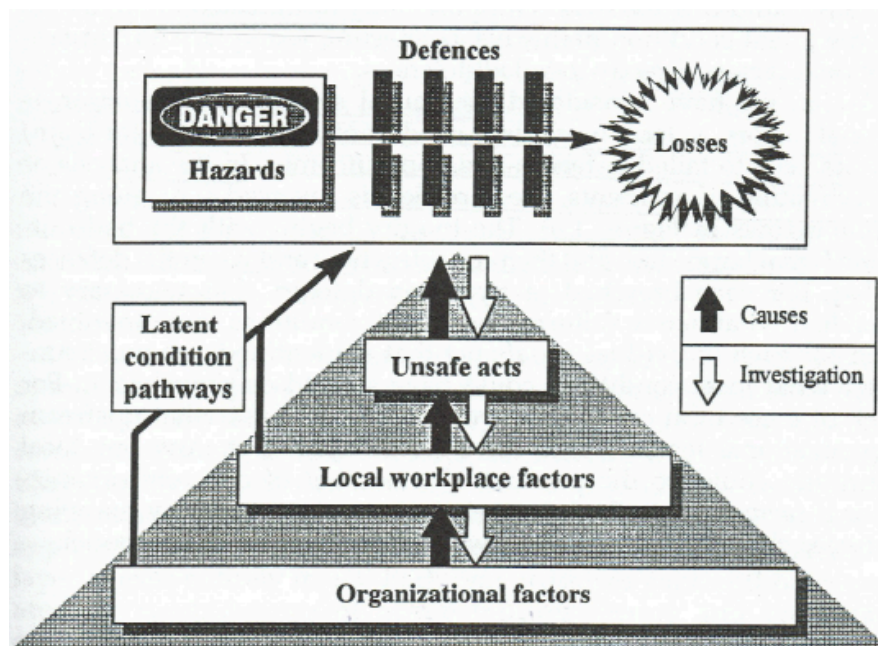 Defences
DANGER
Hazards
Losses
Latent
condition
pathways
Causes
Investigation
Unsafe acts
Local workplace factors
Organizational factors